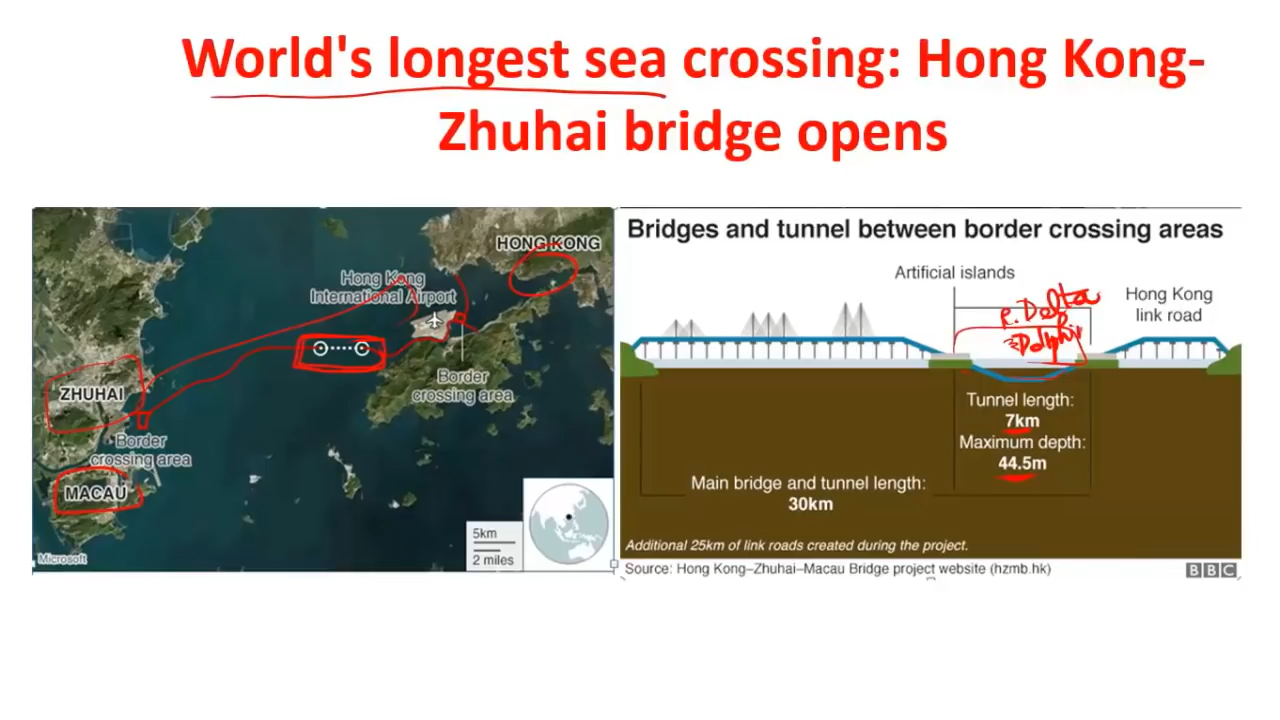 World's longest sea crossing: Hong Kong-
Zhuhai bridge opens
HONG KONG
Hong Kong
International Airport
ZHUHAI
Border
crossing area
Border
crossing area
MACAU
5km
2 miles
Microsoft
Bridges and tunnel between border crossing areas
Artificial islands
Hong Kong
link road
Tunnel length:
7km
Maximum depth:
44.5m
Main bridge and tunnel length:
30km
Additional 25km of link roads created during the project.
Source: Hong Kong–Zhuhai–Macau Bridge project website (hzmb.hk)
BBC